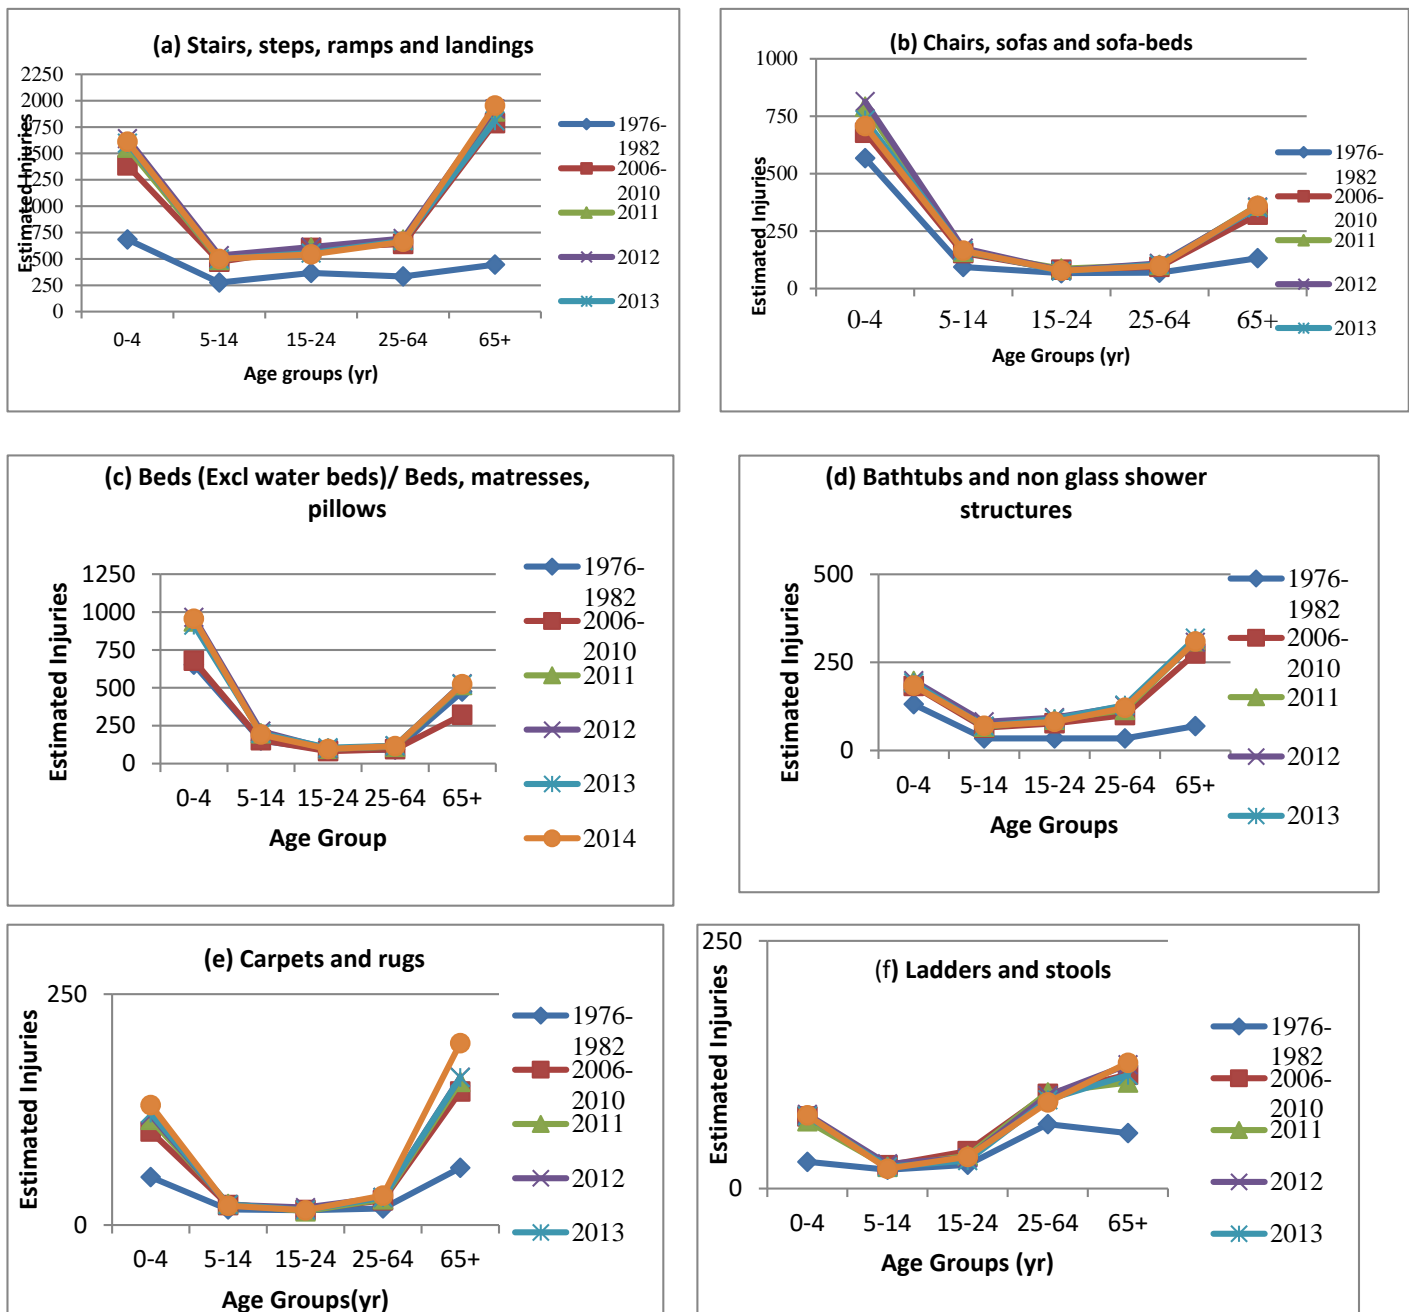 (a) Stairs, steps, ramps and landings
Estimated Injuries
2250
2000
1750
1500
1250
1000
750
500
250
0
0-4 5-14 15-24 25-64 65+
Age groups (yr)
1976-
1982
2006-
2010
2011
2012
2013
(b) Chairs, sofas and sofa-beds
Estimated Injuries
1000
750
500
250
0
0-4 5-14 15-24 25-64 65+
Age Groups (yr)
1976-
1982
2006-
2010
2011
2012
2013
(c) Beds (Excl water beds)/ Beds, matresses,
pillows
Estimated Injuries
1250
1000
750
500
250
0
0-4 5-14 15-24 25-64 65+
Age Group
1976-
1982
2006-
2010
2011
2012
2013
2014
(d) Bathtubs and non glass shower
structures
Estimated Injuries
500
250
0
0-4 5-14 15-24 25-64 65+
Age Groups
1976-
1982
2006-
2010
2011
2012
2013
(e) Carpets and rugs
Estimated Injuries
250
0
0-4 5-14 15-24 25-64 65+
Age Groups(yr)
1976-
1982
2006-
2010
2011
2012
2013
(f) Ladders and stools
Estimated Injuries
250
0
0-4 5-14 15-24 25-64 65+
Age Groups (yr)
1976-
1982
2006-
2010
2011
2012
2013